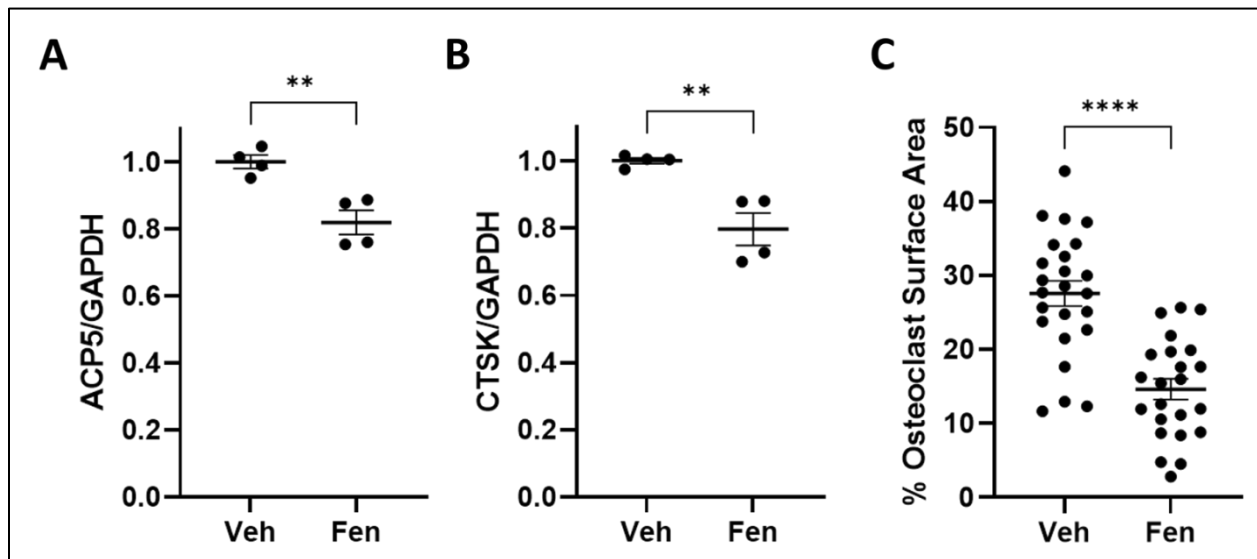 A
**
ACP5/GAPDH
1.0
0.8
0.6
0.4
0.2
0.0
Veh Fen
B
**
CTSK/GAPDH
1.0
0.8
0.6
0.4
0.2
0.0
Veh Fen
C
****
% Osteoclast Surface Area
50
40
30
20
10
0
Veh Fen